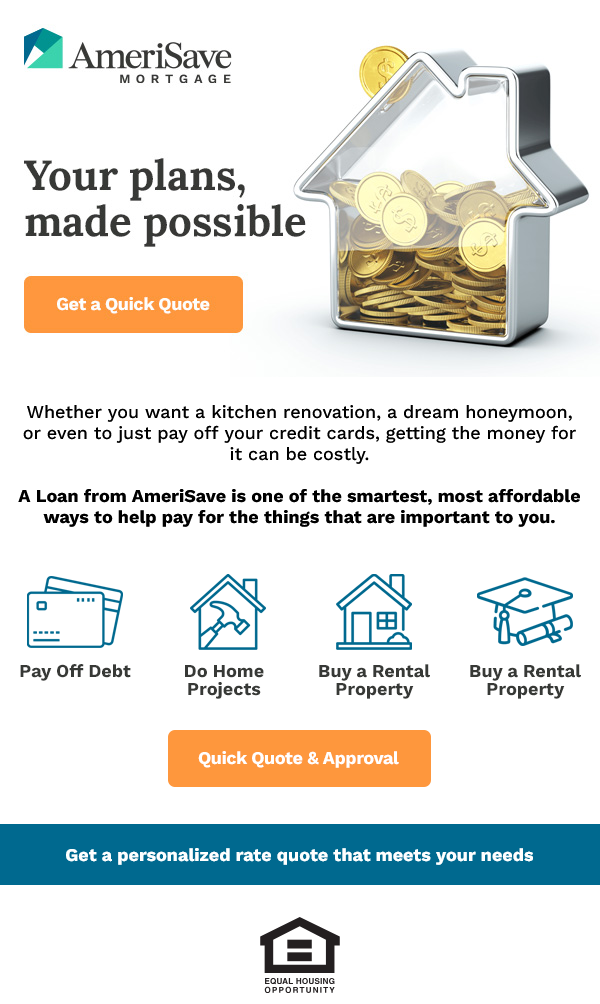 AmeriSave
MORTGAGE
Your plans,
made possible
Get a Quick Quote
Whether you want a kitchen renovation, a dream honeymoon,
or even to just pay off your credit cards, getting the money for
it can be costly.
A Loan from AmeriSave is one of the smartest, most affordable
ways to help pay for the things that are important to you.
Pay Off Debt
Do Home
Projects
Buy a Rental
Property
Buy a Rental
Property
Quick Quote & Approval
Get a personalized rate quote that meets your needs
EQUAL HOUSING
OPPORTUNITY